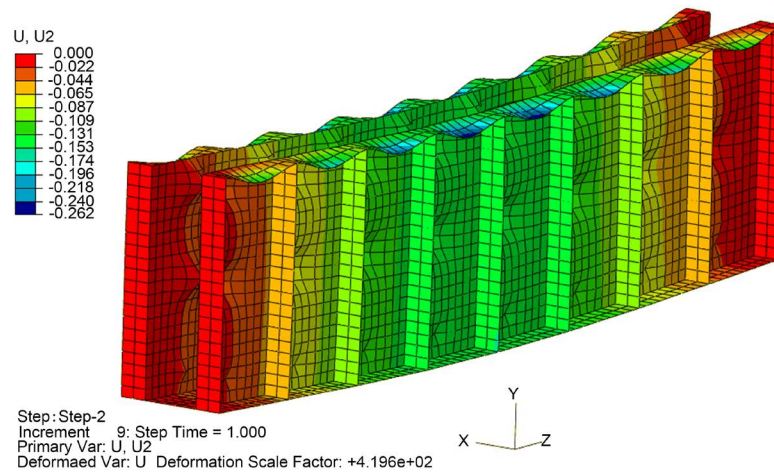 U, U2
0.000
-0.022
-0.044
-0.065
-0.087
-0.109
-0.131
-0.153
-0.174
-0.196
-0.218
-0.240
-0.262
Y
X
Z
Step: Step-2
Increment 9: Step Time = 1.000
Primary Var: U, U2
Deformaed Var: U Deformation Scale Factor: +4.196e+02